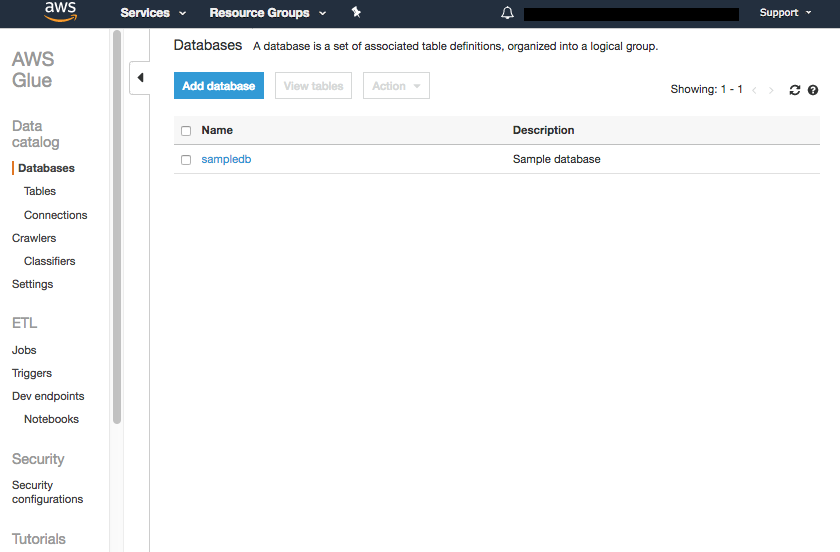 aws Services Resource Groups Support
AWS
Glue
Data
catalog
Databases
Tables
Connections
Crawlers
Classifiers
Settings
ETL
Jobs
Triggers
Dev endpoints
Notebooks
Security
Security
configurations
Tutorials
Databases A database is a set of associated table definitions, organized into a logical group.
Add database View tables Action Showing: 1 - 1
Name Description
sampledb Sample database